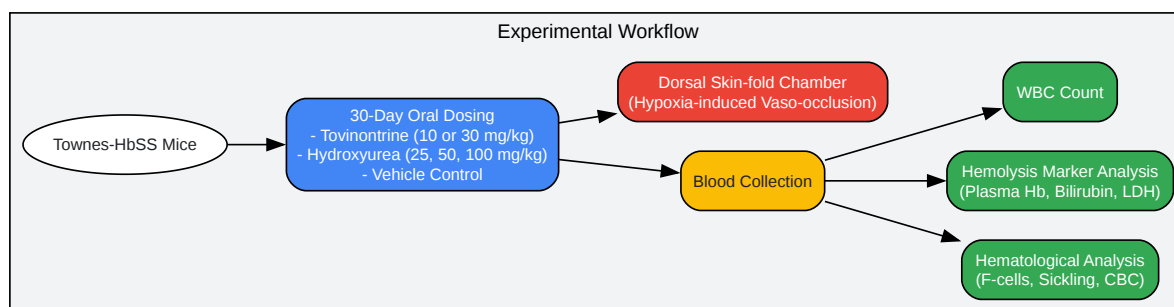 Experimental Workflow
Townes-HbSS Mice
30-Day Oral Dosing
- Tovinontrine (10 or 30 mg/kg)
- Hydroxyurea (25, 50, 100 mg/kg)
- Vehicle Control
Dorsal Skin-fold Chamber
(Hypoxia-induced Vaso-occlusion)
Blood Collection
WBC Count
Hemolysis Marker Analysis
(Plasma Hb, Bilirubin, LDH)
Hematological Analysis
(F-cells, Sickling, CBC)